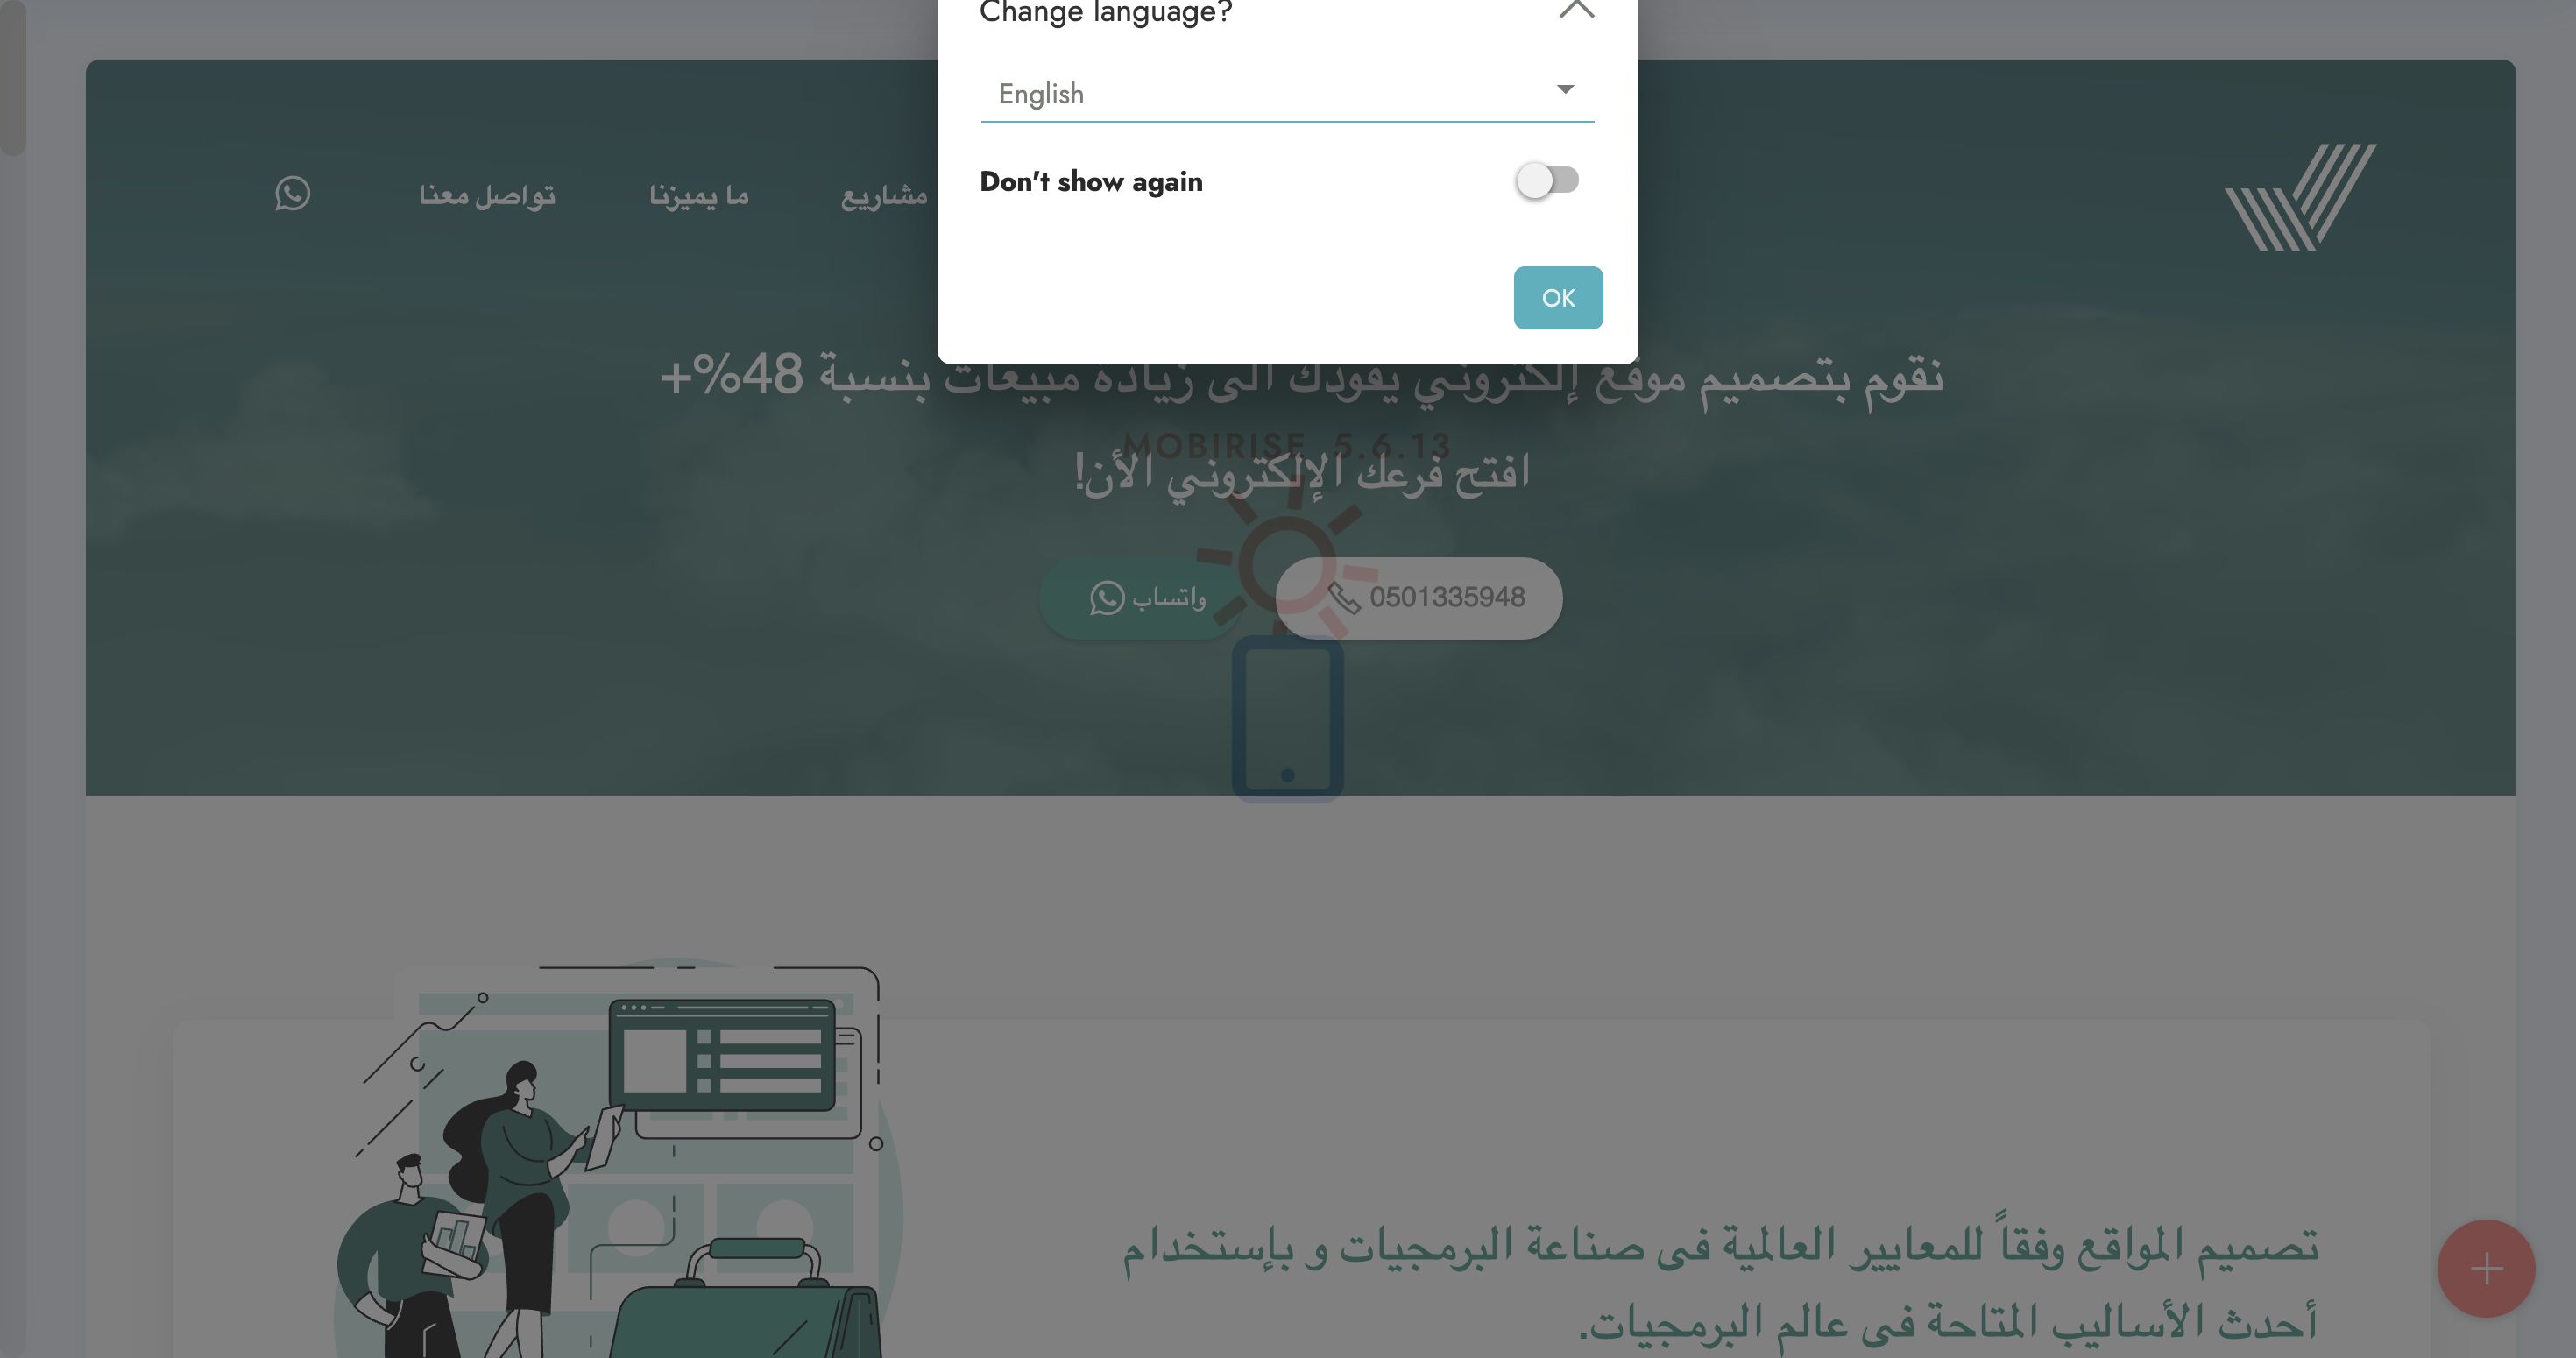 Change language?
English
Don't show again
OK
مشاريع
ما يميزنا
تواصل معنا
نقوم بتصميم موقع إلكتروني يقودك الى زيادة مبيعات بنسبة 48%+
MOBIRISE 5.6.13
افتح فرعك الإلكتروني الأن!
0501335948
واتساب
تصميم المواقع وفقاً للمعايير العالمية فى صناعة البرمجيات و بإستخدام
أحدث الأساليب المتاحة فى عالم البرمجيات.